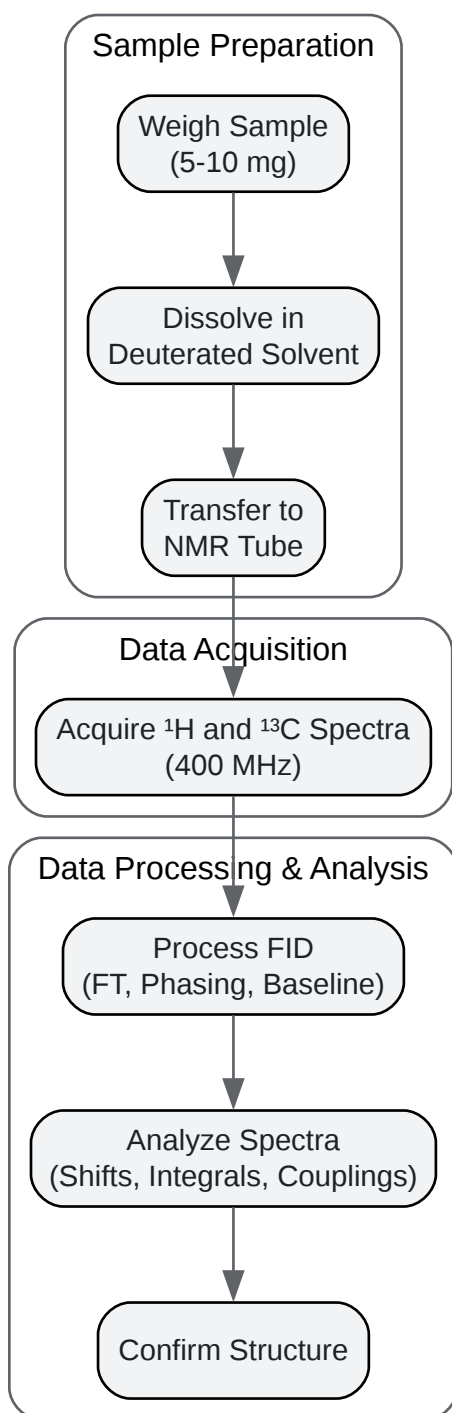 Sample Preparation
Weigh Sample
(5-10 mg)
Dissolve in
Deuterated Solvent
Transfer to
NMR Tube
Data Acquisition
Acquire ¹H and ¹³C Spectra
(400 MHz)
Data Processing & Analysis
Process FID
(FT, Phasing, Baseline)
Analyze Spectra
(Shifts, Integrals, Couplings)
Confirm Structure